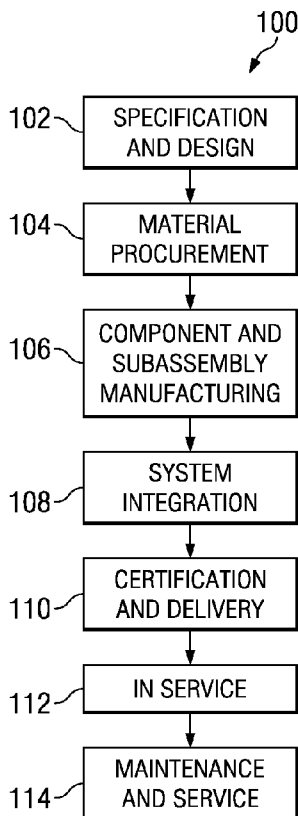 100
102
SPECIFICATION
AND DESIGN
104
MATERIAL
PROCUREMENT
106
COMPONENT AND
SUBASSEMBLY
MANUFACTURING
108
SYSTEM
INTEGRATION
110
CERTIFICATION
AND DELIVERY
112
IN SERVICE
114
MAINTENANCE
AND SERVICE